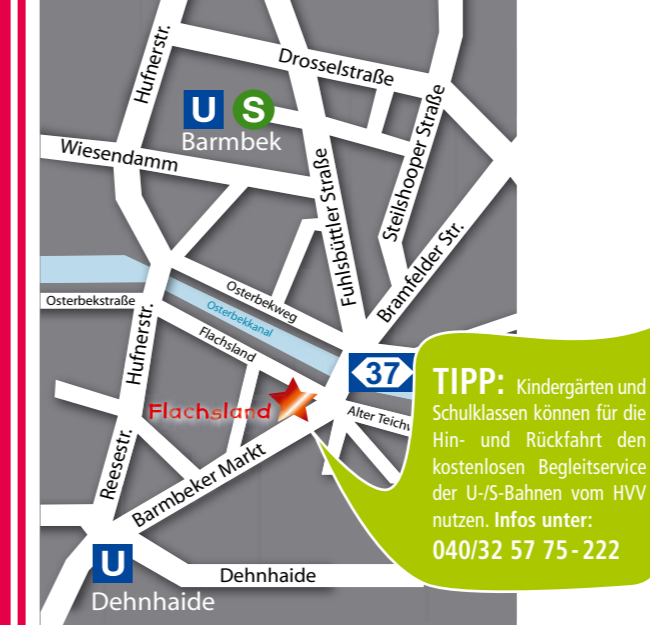 Hufnerstr.
Drosselstraße
U S
Barmbek
Wiesendamm
Steilshooper Straße
Fuhlsbüttler Straße
Bramfelder Str.
Osterbekweg
Osterbekkanal
Osterbekstraße
Flachsland
Hufnerstr.
37
Flachsland
Alter
Reesestr.
Barmbeker Markt
U
Dehnhaide
Dehnhaide
TIPP: Kindergärten und
Schulklassen können für die
Hin- und Rückfahrt den
kostenlosen Begleitservice
der U-/S-Bahnen vom HVV
nutzen. Infos unter:
040/32 57 75-222